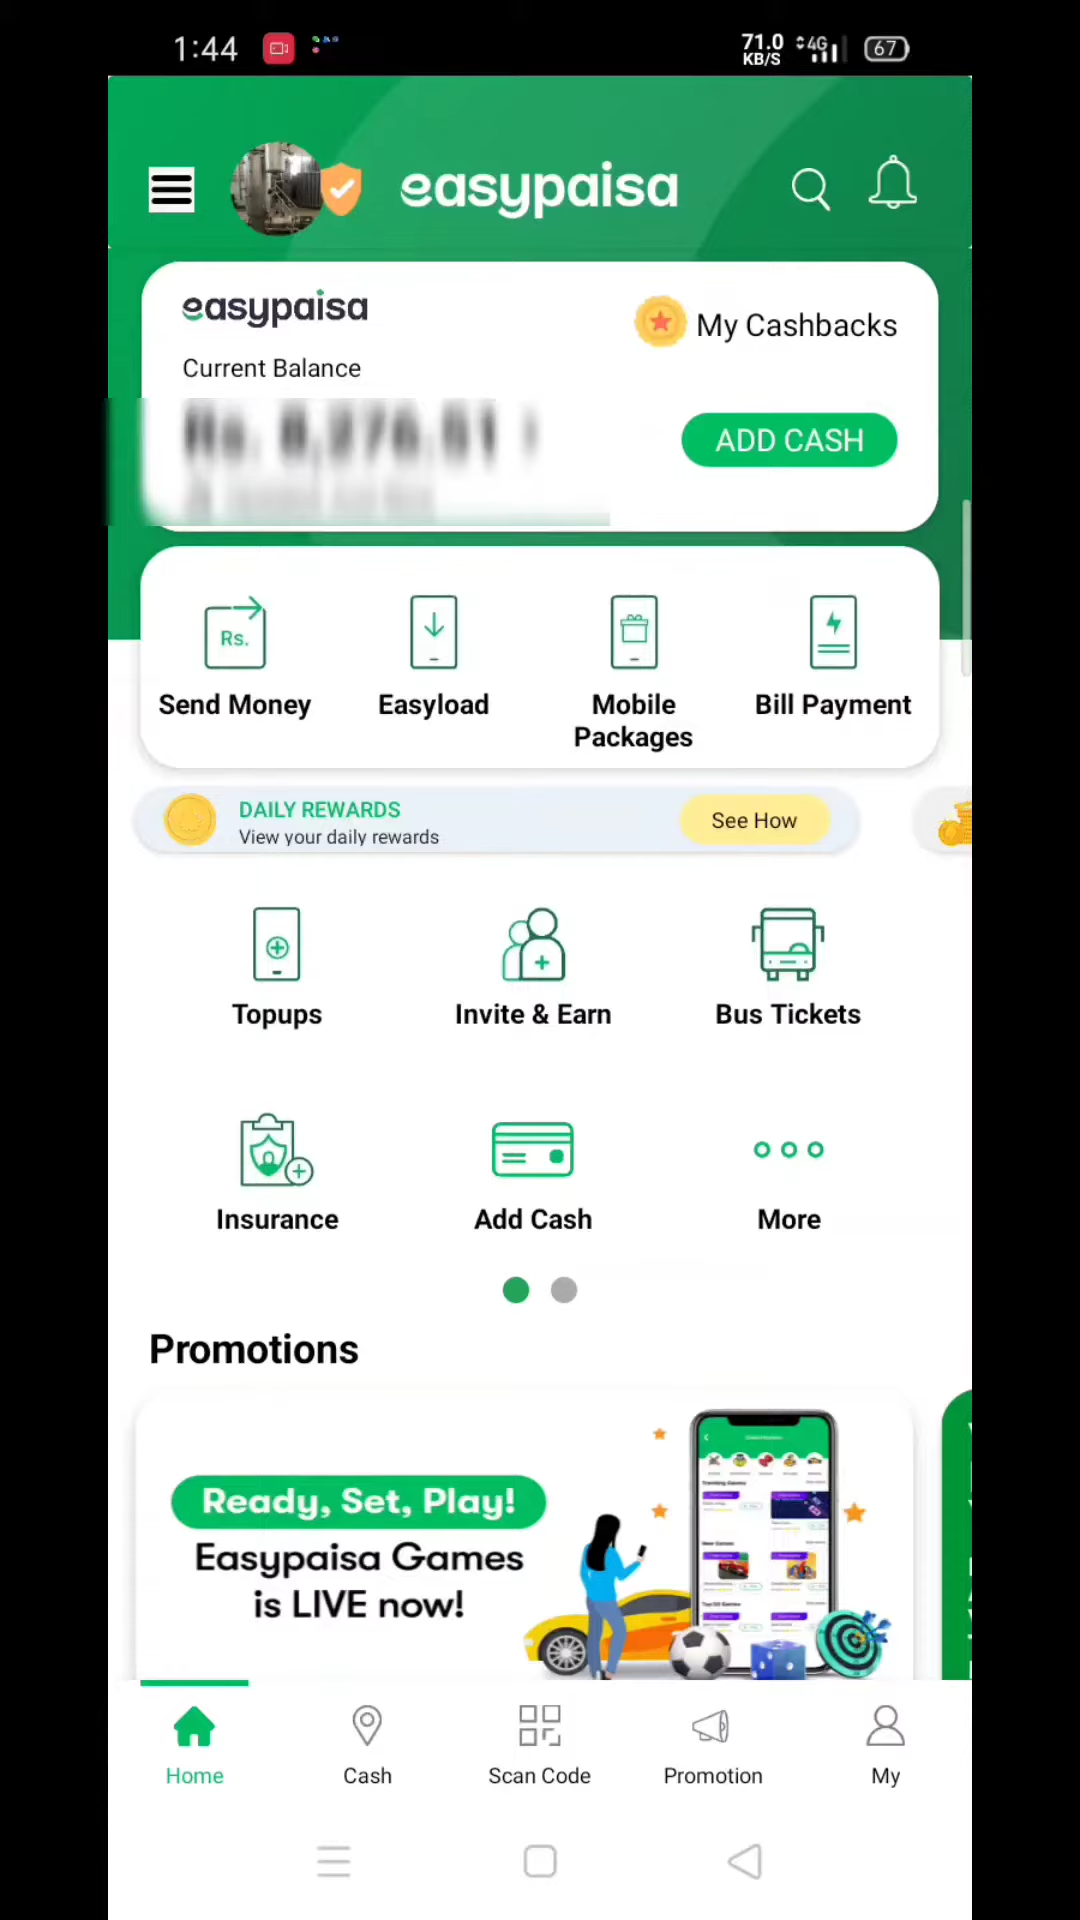 1:44
71.0
KB/S
4G
67
easypaisa
easypaisa
My Cashbacks
Current Balance
ADD CASH
Rs.
Send Money
Easyload
Mobile
Packages
Bill Payment
DAILY REWARDS
View your daily rewards
See How
Topups
Invite & Earn
Bus Tickets
Insurance
Add Cash
More
Promotions
Ready, Set, Play!
Easypaisa Games
is LIVE now!
Home
Cash
Scan Code
Promotion
My